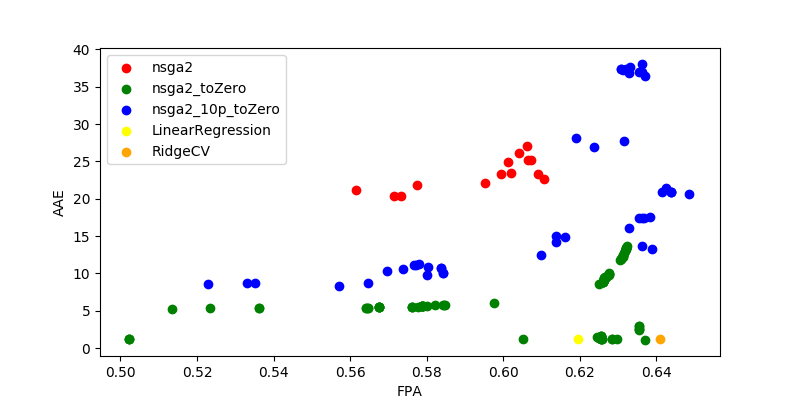 40
35
30
25
20
15
10
5
0
AAE
nsga2
nsga2_toZero
nsga2_10p_toZero
LinearRegression
RidgeCV
0.50 0.52 0.54 0.56 0.58 0.60 0.62 0.64
FPA